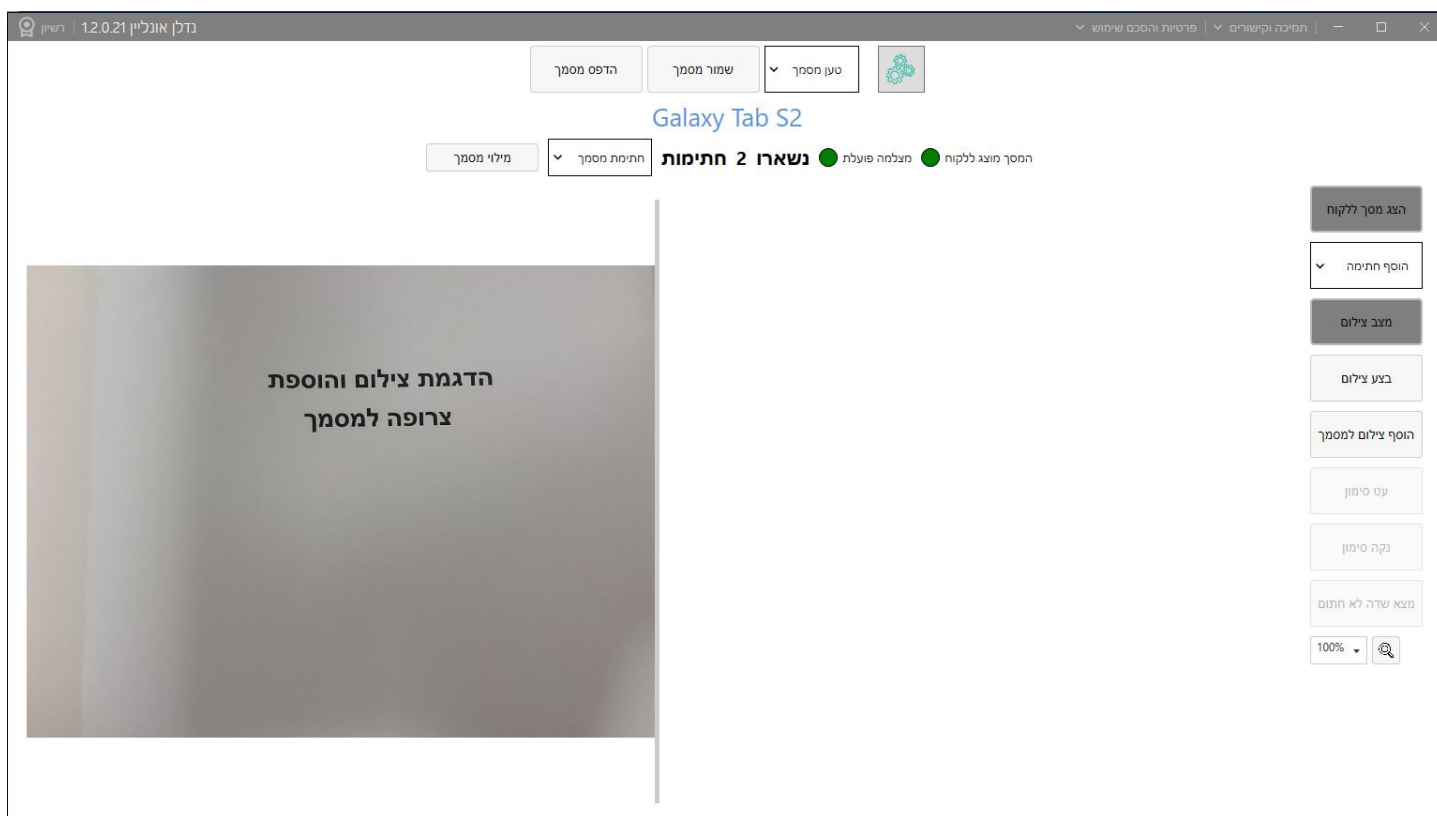 נדלן אונליין 1.2.0.21 | רשיון
תמיכה וקישורים | פרטיות והסכם שימוש
טען מסמך
שמור מסמך
הדפס מסמך
Galaxy Tab S2
המסך מוצג ללקוח
מצלמה פועלת
נשארו 2 חתימות
חתימת מסמך
מילוי מסמך
הצג מסך ללקוח
הוסף חתימה
מצב צילום
בצע צילום
הוסף צילום למסמך
עט סימון
נקה סימון
מצא שדה לא חתום
100%
הדגמת צילום והוספת
צרופה למסמך